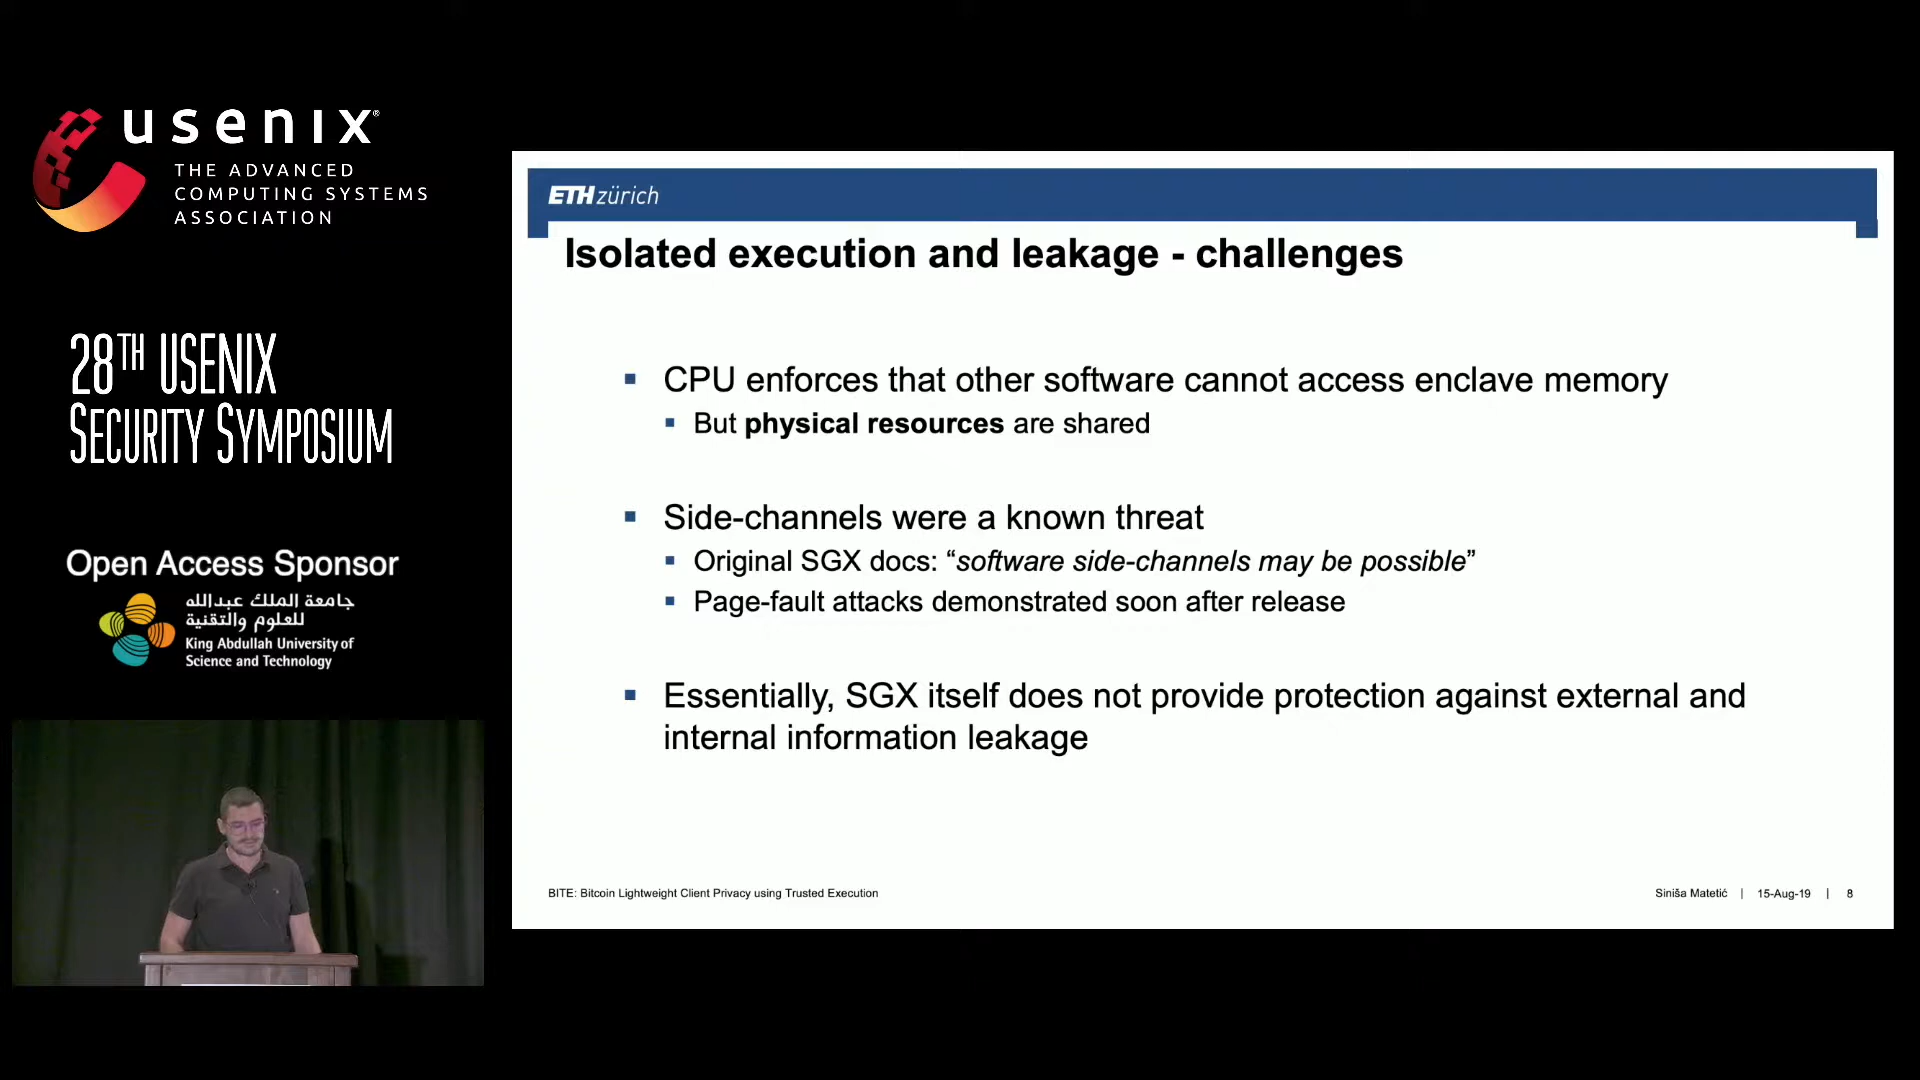 usenix®
THE ADVANCED
COMPUTING SYSTEMS
ASSOCIATION
28TH USENIX
SECURITY SYMPOSIUM
Open Access Sponsor
جامعة الملك عبدالله
للعلوم والتقنية
King Abdullah University of
Science and Technology
ETH zürich
Isolated execution and leakage - challenges
▪ CPU enforces that other software cannot access enclave memory
▪ But physical resources are shared
▪ Side-channels were a known threat
▪ Original SGX docs: “software side-channels may be possible”
▪ Page-fault attacks demonstrated soon after release
▪ Essentially, SGX itself does not provide protection against external and
internal information leakage
BITE: Bitcoin Lightweight Client Privacy using Trusted Execution
Siniša Matetić | 15-Aug-19 | 8